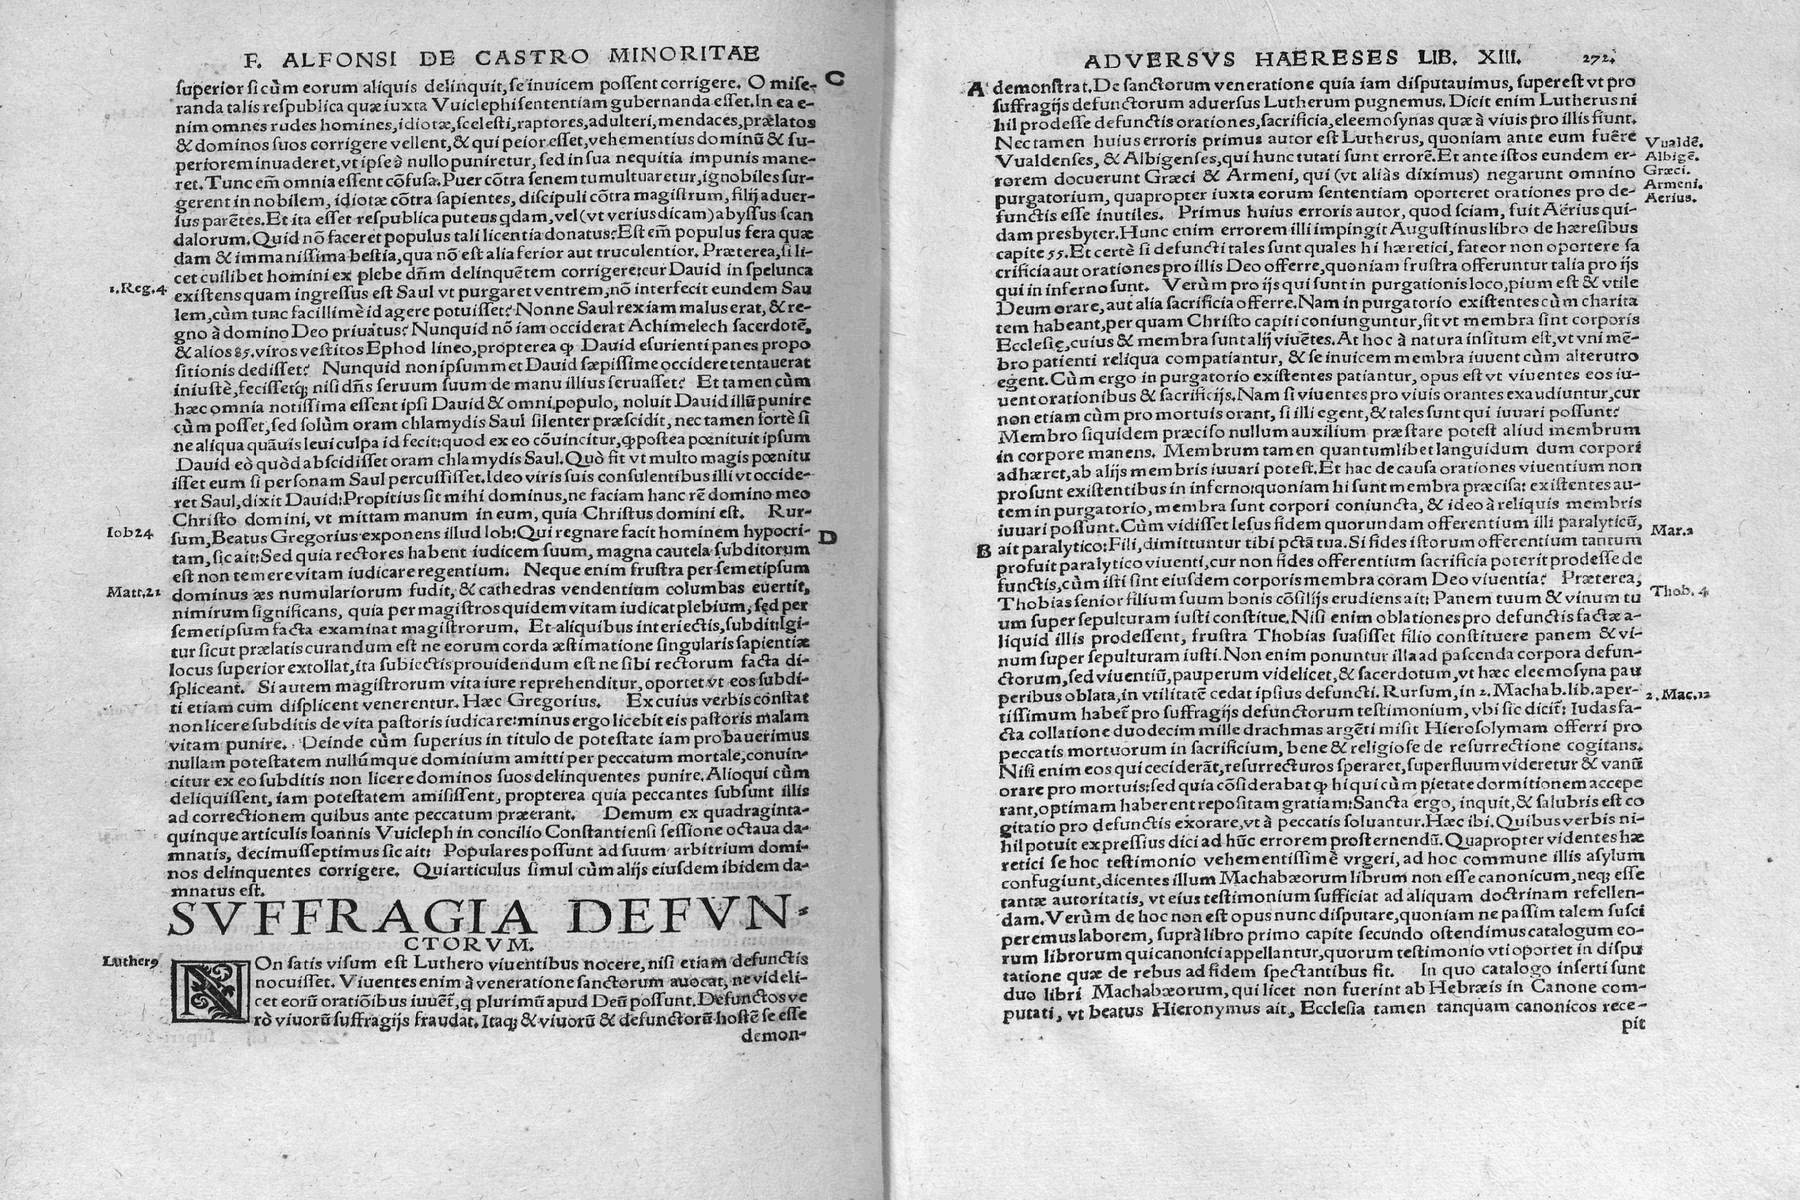 F. ALFONSI DE CASTRO MINORITAE
superior si cùm eorum aliquis delinquit, se inuicem possent corrigere. O mise- C
randa talis respublica quæ iuxta Vuiclephi sententiam gubernanda esset. In ea e-
nim omnes rudes homines, idiotæ, scelesti, raptores, adulteri, mendaces, prælatos
& dominos suos corrigere vellent, & qui peior esset, vehementius dominũ & su-
periorem inuaderet, vt ipse à nullo puniretur, sed in sua nequitia impunis mane-
ret. Tunc em̃ omnia essent cõfusa. Puer cõtra senem tumultuaretur, ignobiles sur-
gerent in nobilem, idiotæ cõtra sapientes, discipuli cõtra magistrum, filij aduer-
sus parẽtes. Et ita esset respublica puteus qdam, vel (vt verius dicam) abyssus scan
dalorum. Quid nõ faceret populus tali licentia donatus? Est em̃ populus fera quæ
dam & immanissima bestia, qua nõ est alia ferior aut truculentior. Præterea, si li-
cet cuilibet homini ex plebe dñm delinquẽtem corrigere: cur Dauid in spelunca
1. Reg. 4 existens quam ingressus est Saul vt purgaret ventrem, nõ interfecit eundem Sau
lem, cùm tunc facillimè id agere potuisset? Nonne Saul rex iam malus erat, & re-
gno à domino Deo priuatus? Nunquid nõ iam occiderat Achimelech sacerdotẽ,
& alios 85. viros vestitos Ephod lineo, propterea ꝙ Dauid esurienti panes propo
sitionis dedisset? Nunquid non ipsummet Dauid sæpissime occidere tentauerat
iniustè, fecissetq; nisi dñs seruum suum de manu illius seruasset? Et tamen cùm
hæc omnia notissima essent ipsi Dauid & omni populo, noluit Dauid illũ punire
cùm posset, sed solùm oram chlamydis Saul silenter præscidit, nec tamen fortè si
ne aliqua quãuis leui culpa id fecit: quod ex eo cõuincitur, ꝙ postea pœnituit ipsum
Dauid eò quòd abscidisset oram chlamydis Saul. Quò fit vt multo magis pœnitu
isset eum si personam Saul percussisset. Ideo viris suis consulentibus illi vt occide-
ret Saul, dixit Dauid: Propitius sit mihi dominus, ne faciam hanc rẽ domino meo
Christo domini, vt mittam manum in eum, quia Christus domini est. Rur-
Iob 24 sum, Beatus Gregorius exponens illud Iob: Qui regnare facit hominem hypocri- D
tam, sic ait: Sed quia rectores habent iudicem suum, magna cautela subditorum
est non temere vitam iudicare regentium. Neque enim frustra per semetipsum
Matt. 21 dominus æs numulariorum fudit, & cathedras vendentium columbas euertit,
nimirum significans, quia per magistros quidem vitam iudicat plebium, sed per
semetipsum facta examinat magistrorum. Et aliquibus interiectis, subdit: Igi-
tur sicut prælatis curandum est ne eorum corda æstimatione singularis sapientiæ
locus superior extollat, ita subiectis prouidendum est ne sibi rectorum facta di-
spliceant. Si autem magistrorum vita iure reprehenditur, oportet vt eos subdi-
ti etiam cum displicent venerentur. Hæc Gregorius. Ex cuius verbis constat
non licere subditis de vita pastoris iudicare: minus ergo licebit eis pastoris malam
vitam punire. Deinde cùm superius in titulo de potestate iam probauerimus
nullam potestatem nullúmque dominium amitti per peccatum mortale, conuin-
citur ex eo subditis non licere dominos suos delinquentes punire. Alioqui cùm
deliquissent, iam potestatem amisissent, propterea quia peccantes subsunt illis
ad correctionem quibus ante peccatum præerant. Demum ex quadraginta-
quinque articulis Ioannis Vuicleph in concilio Constantiensi sessione octaua da-
mnatis, decimusseptimus sic ait: Populares possunt ad suum arbitrium domi-
nos delinquentes corrigere. Qui articulus simul cùm alijs eiusdem ibidem da-
mnatus est.
SVFFRAGIA DEFVN-
CTORVM.
Luther9 NOn satis visum est Luthero viuentibus nocere, nisi etiam defunctis
nocuisset. Viuentes enim à veneratione sanctorum auocat, ne videli-
cet eorũ oratiõibus iuuẽt, q plurimũ apud Deũ possunt. Defunctos ve
rò viuorũ suffragijs fraudat. Itaq; & viuorũ & defunctorũ hostẽ se esse
demon-
ADVERSVS HAERESES LIB. XIII. 272.
A demonstrat. De sanctorum veneratione quia iam disputauimus, superest vt pro
suffragijs defunctorum aduersus Lutherum pugnemus. Dicit enim Lutherus ni
hil prodesse defunctis orationes, sacrificia, eleemosynas quæ à viuis pro illis fiunt.
Nec tamen huius erroris primus autor est Lutherus, quoniam ante eum fuêre Vualdẽ.
Vualdenses, & Albigenses, qui hunc tutati sunt errorẽ. Et ante istos eundem er- Albigẽ.
rorem docuerunt Græci & Armeni, qui (vt aliàs diximus) negarunt omnino Græci.
purgatorium, quapropter iuxta eorum sententiam oporteret orationes pro de- Armeni.
functis esse inutiles. Primus huius erroris autor, quod sciam, fuit Aërius qui- Aerius.
dam presbyter. Hunc enim errorem illi impingit Augustinus libro de hæresibus
capite 55. Et certè si defuncti tales sunt quales hi hæretici, fateor non oportere sa
crificia aut orationes pro illis Deo offerre, quoniam frustra offeruntur talia pro ijs
qui in inferno sunt. Verùm pro ijs qui sunt in purgationis loco, pium est & vtile
Deum orare, aut alia sacrificia offerre. Nam in purgatorio existentes cùm charita
tem habeant, per quam Christo capiti coniunguntur, fit vt membra sint corporis
Ecclesię, cuius & membra sunt alij viuẽtes. At hoc à natura insitum est, vt vni mẽ-
bro patienti reliqua compatiantur, & se inuicem membra iuuent cùm alterutro
egent. Cùm ergo in purgatorio existentes patiantur, opus est vt viuentes eos iu-
uent orationibus & sacrificijs. Nam si viuentes pro viuis orantes exaudiuntur, cur
non etiam cùm pro mortuis orant, si illi egent, & tales sunt qui iuuari possunt?
Membro siquidem præciso nullum auxilium præstare potest aliud membrum
in corpore manens. Membrum tamen quantumlibet languidum dum corpori
adhæret, ab alijs membris iuuari potest. Et hac de causa orationes viuentium non
prosunt existentibus in inferno: quoniam hi sunt membra præcisa: existentes au-
tem in purgatorio, membra sunt corpori coniuncta, & ideo à reliquis membris
iuuari possunt. Cùm vidisset Iesus fidem quorundam offerentium illi paralyticũ, Mar. 2
B ait paralytico: Fili, dimittuntur tibi pctã tua. Si fides istorum offerentium tantum
profuit paralytico viuenti, cur non fides offerentium sacrificia poterit prodesse de
functis, cùm isti sint eiusdem corporis membra coram Deo viuentia? Præterea,
Thobias senior filium suum bonis cõsilijs erudiens ait: Panem tuum & vinum tu Thob. 4
um super sepulturam iusti constitue. Nisi enim oblationes pro defunctis factæ a-
liquid illis prodessent, frustra Thobias suasisset filio constituere panem & vi-
num super sepulturam iusti. Non enim ponuntur illa ad pascenda corpora defun-
ctorum, sed viuentiũ, pauperum videlicet, & sacerdotum, vt hæc eleemosyna pau
peribus oblata, in vtilitatẽ cedat ipsius defuncti. Rursum, in 2. Machab. lib. aper- 2. Mac. 12
tissimum habet̃ pro suffragijs defunctorum testimonium, vbi sic dicit̃: Iudas fa-
cta collatione duodecim mille drachmas argẽti misit Hierosolymam offerri pro
peccatis mortuorum in sacrificium, bene & religiose de resurrectione cogitans.
Nisi enim eos qui ceciderãt, resurrecturos speraret, superfluum videretur & vanũ
orare pro mortuis: sed quia cõsiderabat ꝙ hi qui cùm pietate dormitionem accepe
rant, optimam haberent repositam gratiam: Sancta ergo, inquit, & salubris est co
gitatio pro defunctis exorare, vt à peccatis soluantur. Hæc ibi. Quibus verbis ni-
hil potuit expressius dici ad hũc errorem prosternendũ. Quapropter videntes hæ
retici se hoc testimonio vehementissimè vrgeri, ad hoc commune illis asylum
confugiunt, dicentes illum Machabæorum librum non esse canonicum, neq; esse
tantæ autoritatis, vt eius testimonium sufficiat ad aliquam doctrinam refellen-
dam. Verùm de hoc non est opus nunc disputare, quoniam ne passim talem susci
peremus laborem, suprà libro primo capite secundo ostendimus catalogum eo-
rum librorum qui canonici appellantur, quorum testimonio vti oportet in dispu
tatione quæ de rebus ad fidem spectantibus fit. In quo catalogo inserti sunt
duo libri Machabæorum, qui licet non fuerint ab Hebræis in Canone com-
putati, vt beatus Hieronymus ait, Ecclesia tamen tanquam canonicos rece-
pit